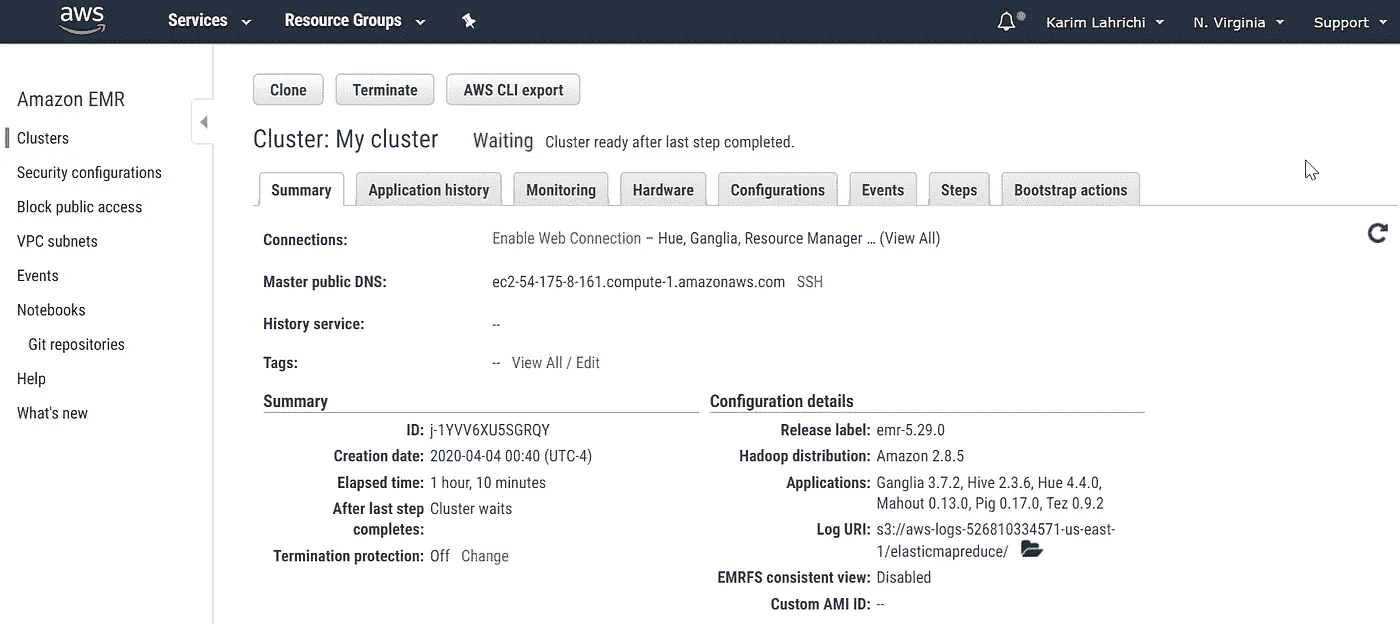 aws Services Resource Groups Karim Lahrichi N. Virginia Support
Amazon EMR
Clusters
Security configurations
Block public access
VPC subnets
Events
Notebooks
Git repositories
Help
What's new
Clone Terminate AWS CLI export
Cluster: My cluster Waiting Cluster ready after last step completed.
Summary Application history Monitoring Hardware Configurations Events Steps Bootstrap actions
Connections: Enable Web Connection – Hue, Ganglia, Resource Manager ... (View All)
Master public DNS: ec2-54-175-8-161.compute-1.amazonaws.com SSH
History service: --
Tags: -- View All / Edit
Summary
ID: j-1YVV6XU5SGRQY
Creation date: 2020-04-04 00:40 (UTC-4)
Elapsed time: 1 hour, 10 minutes
After last step Cluster waits
completes:
Termination protection: Off Change
Configuration details
Release label: emr-5.29.0
Hadoop distribution: Amazon 2.8.5
Applications: Ganglia 3.7.2, Hive 2.3.6, Hue 4.4.0,
Mahout 0.13.0, Pig 0.17.0, Tez 0.9.2
Log URI: s3://aws-logs-526810334571-us-east-
1/elasticmapreduce/
EMRFS consistent view: Disabled
Custom AMI ID: --